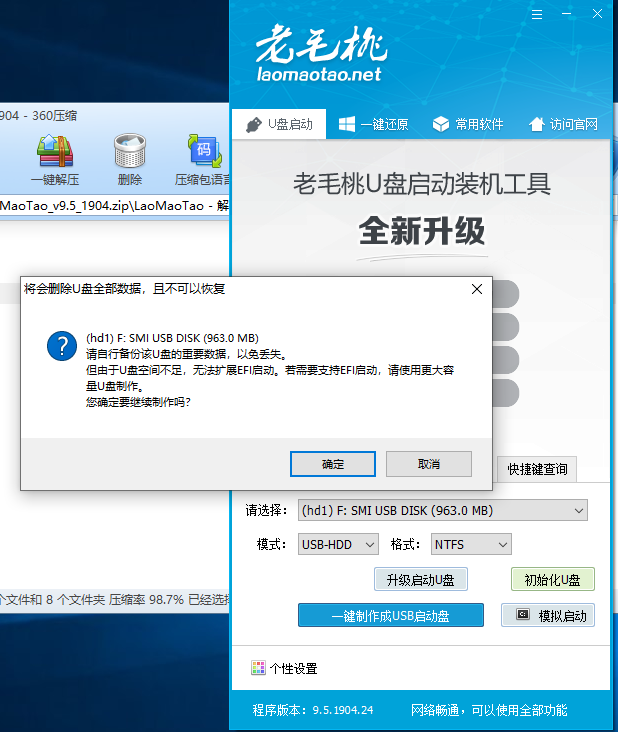 老毛桃
laomaotao.net
904 - 360压缩
一键解压
删除
压缩包语言
MaoTao_v9.5_1904.zip\LaoMaoTao - 解
U盘启动
一键还原
常用软件
访问官网
老毛桃U盘启动装机工具
全新升级
将会删除U盘全部数据，且不可以恢复
(hd1) F: SMI USB DISK (963.0 MB)
请自行备份该U盘的重要数据，以免丢失。
但由于U盘空间不足，无法扩展EFI启动。若需要支持EFI启动，请使用更大容
量U盘制作。
您确定要继续制作吗？
确定
取消
快捷键查询
请选择：
(hd1) F: SMI USB DISK (963.0 MB)
模式：
USB-HDD
格式：
NTFS
升级启动U盘
初始化U盘
一键制作成USB启动盘
模拟启动
个文件和 8 个文件夹 压缩率 98.7% 已经选择
个性设置
程序版本：9.5.1904.24
网络畅通，可以使用全部功能